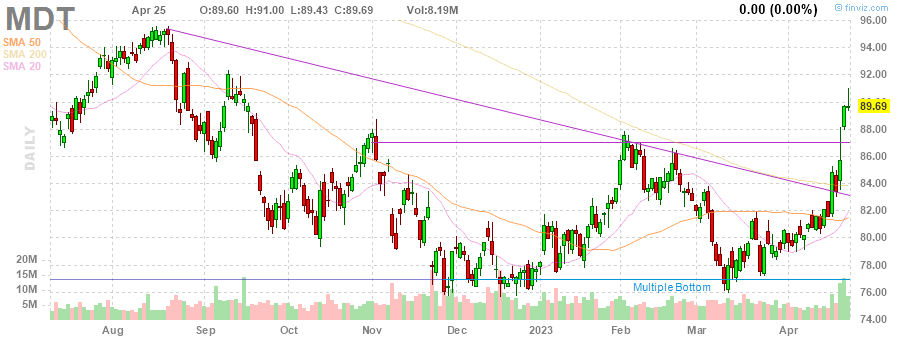 MDT
Apr 25 O:89.60 H:91.00 L:89.43 C:89.69 Vol:8.19M
0.00 (0.00%)
finviz.com
SMA 50
SMA 200
SMA 20
DAILY
96.00
94.00
92.00
89.69
88.00
86.00
84.00
82.00
80.00
78.00
76.00
74.00
20M
15M
10M
5M
Multiple Bottom
Aug Sep Oct Nov Dec 2023 Feb Mar Apr